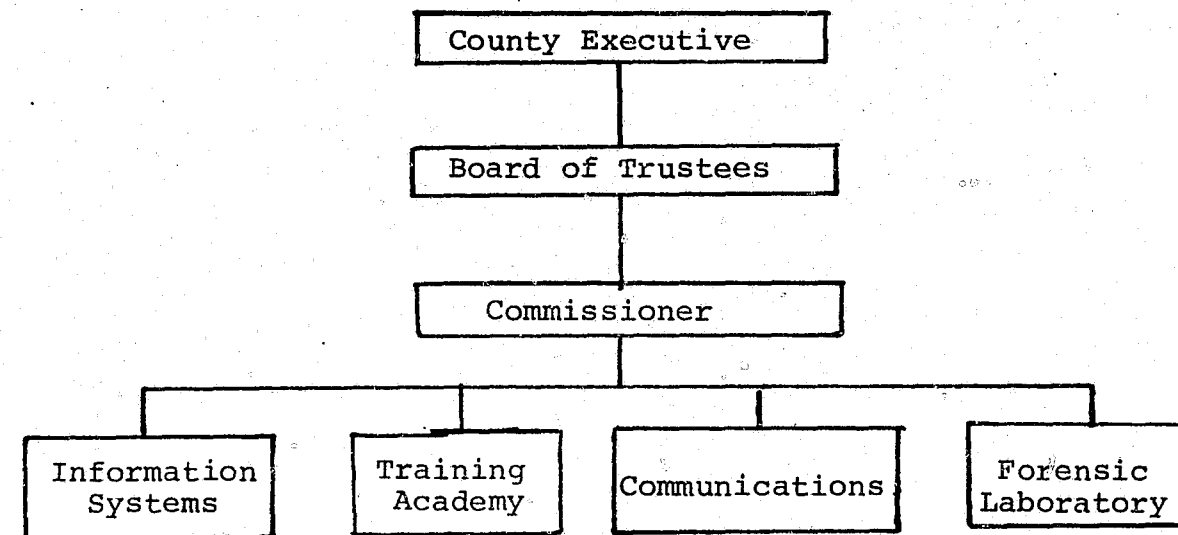 County Executive
Board of Trustees
Commissioner
Information
Systems
Training
Academy
Communications
Forensic
Laboratory